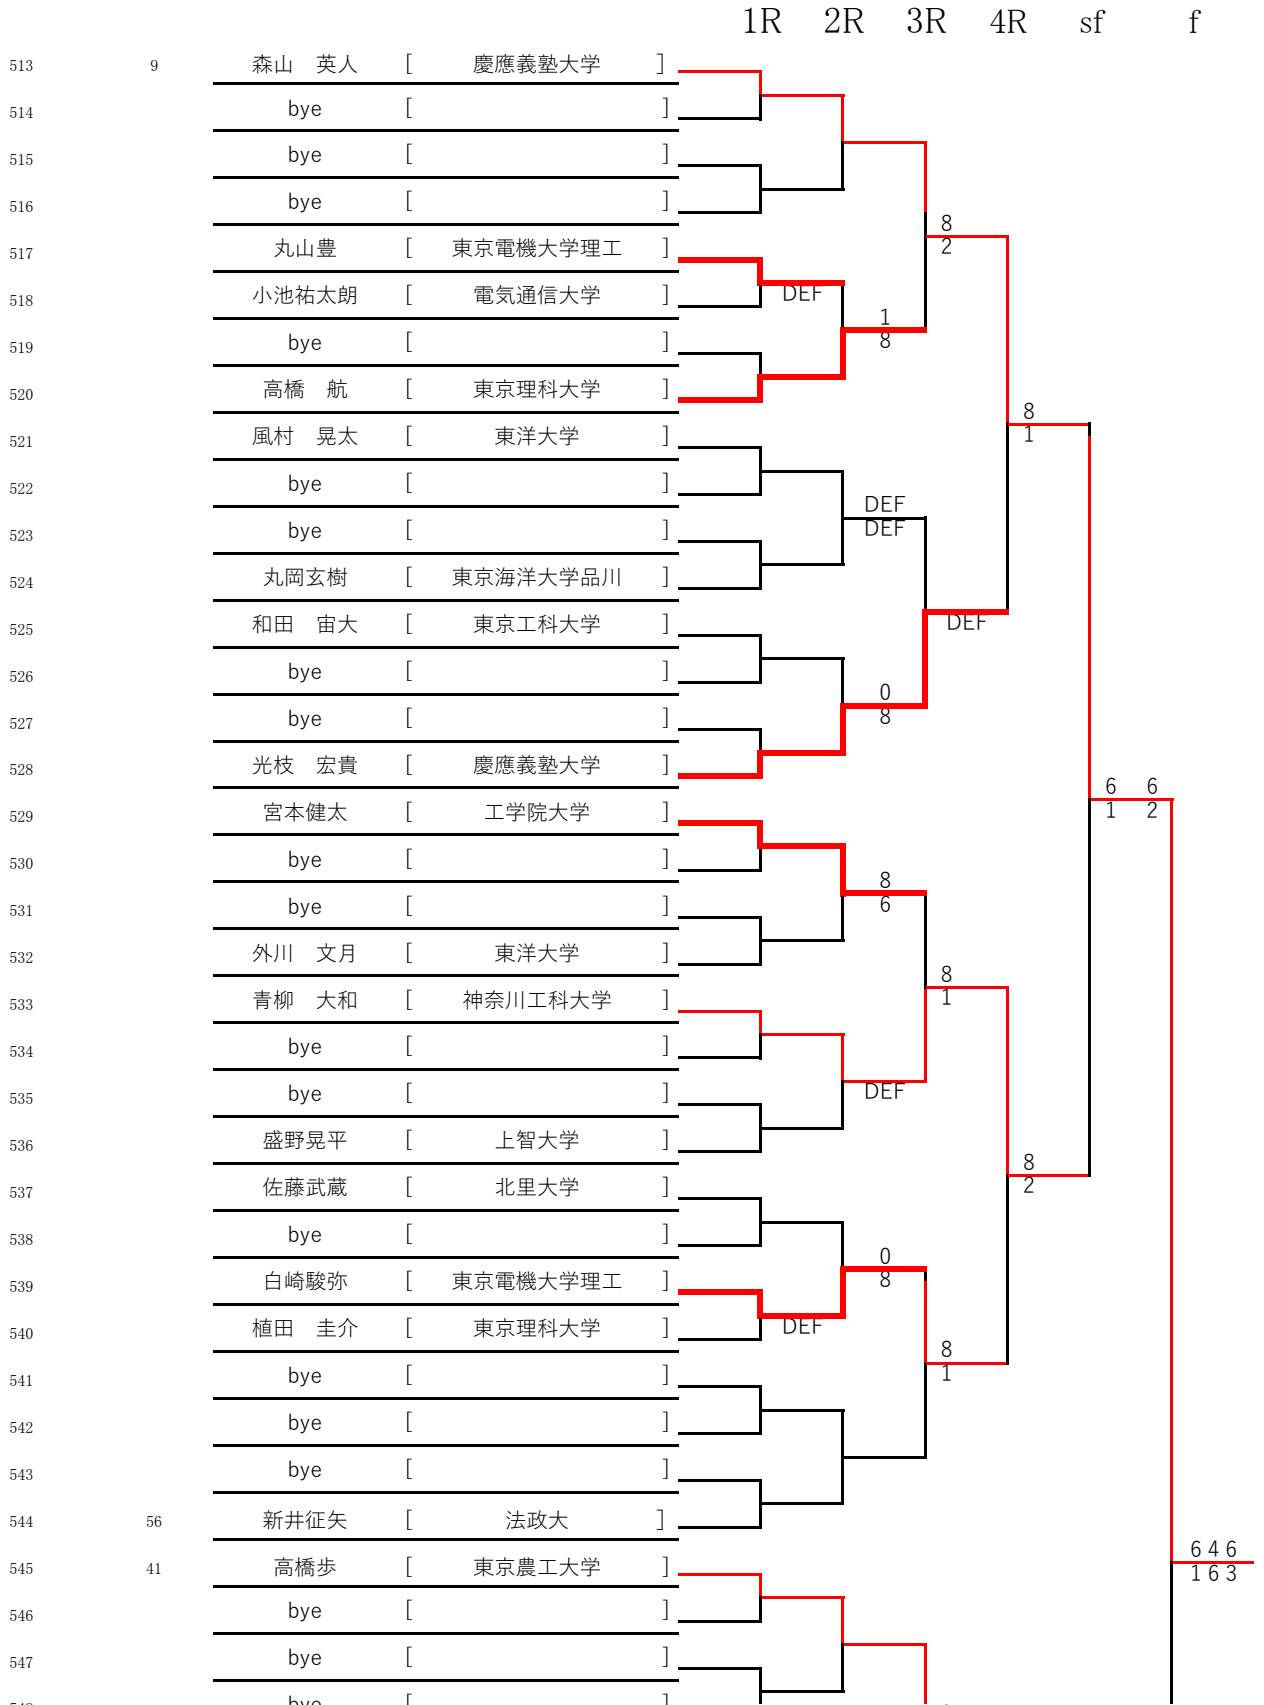 1R 2R 3R 4R sf f
513 9 森山　英人 [ 慶應義塾大学 ]
514 bye [ ]
515 bye [ ]
516 bye [ ]
8
517 丸山豊 [ 東京電機大学理工 ] 2
518 小池祐太朗 [ 電気通信大学 ] DEF
1
519 bye [ ] 8
520 高橋　航 [ 東京理科大学 ]
8
521 風村　晃太 [ 東洋大学 ] 1
522 bye [ ]
DEF
523 bye [ ] DEF
524 丸岡玄樹 [ 東京海洋大学品川 ]
525 和田　宙大 [ 東京工科大学 ] DEF
526 bye [ ]
0
527 bye [ ] 8
528 光枝　宏貴 [ 慶應義塾大学 ]
6 6
529 宮本健太 [ 工学院大学 ] 1 2
530 bye [ ]
8
531 bye [ ] 6
532 外川　文月 [ 東洋大学 ]
8
533 青柳　大和 [ 神奈川工科大学 ] 1
534 bye [ ]
535 bye [ ] DEF
536 盛野晃平 [ 上智大学 ]
8
537 佐藤武蔵 [ 北里大学 ] 2
538 bye [ ]
0
539 白崎駿弥 [ 東京電機大学理工 ] 8
540 植田　圭介 [ 東京理科大学 ] DEF
8
541 bye [ ] 1
542 bye [ ]
543 bye [ ]
544 56 新井征矢 [ 法政大 ]
6 4 6
545 41 高橋歩 [ 東京農工大学 ] 1 6 3
546 bye [ ]
547 bye [ ]
bye [ ]